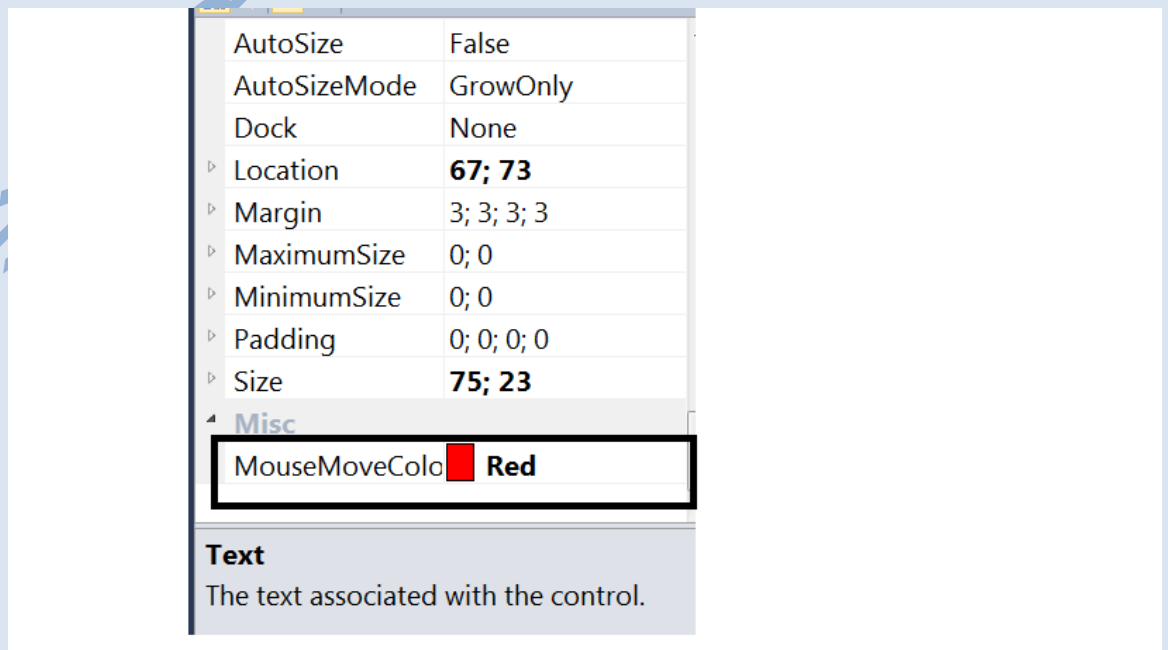 AutoSize False
AutoSizeMode GrowOnly
Dock None
Location 67; 73
Margin 3; 3; 3; 3
MaximumSize 0; 0
MinimumSize 0; 0
Padding 0; 0; 0; 0
Size 75; 23
Misc
MouseMoveColo Red
Text
The text associated with the control.